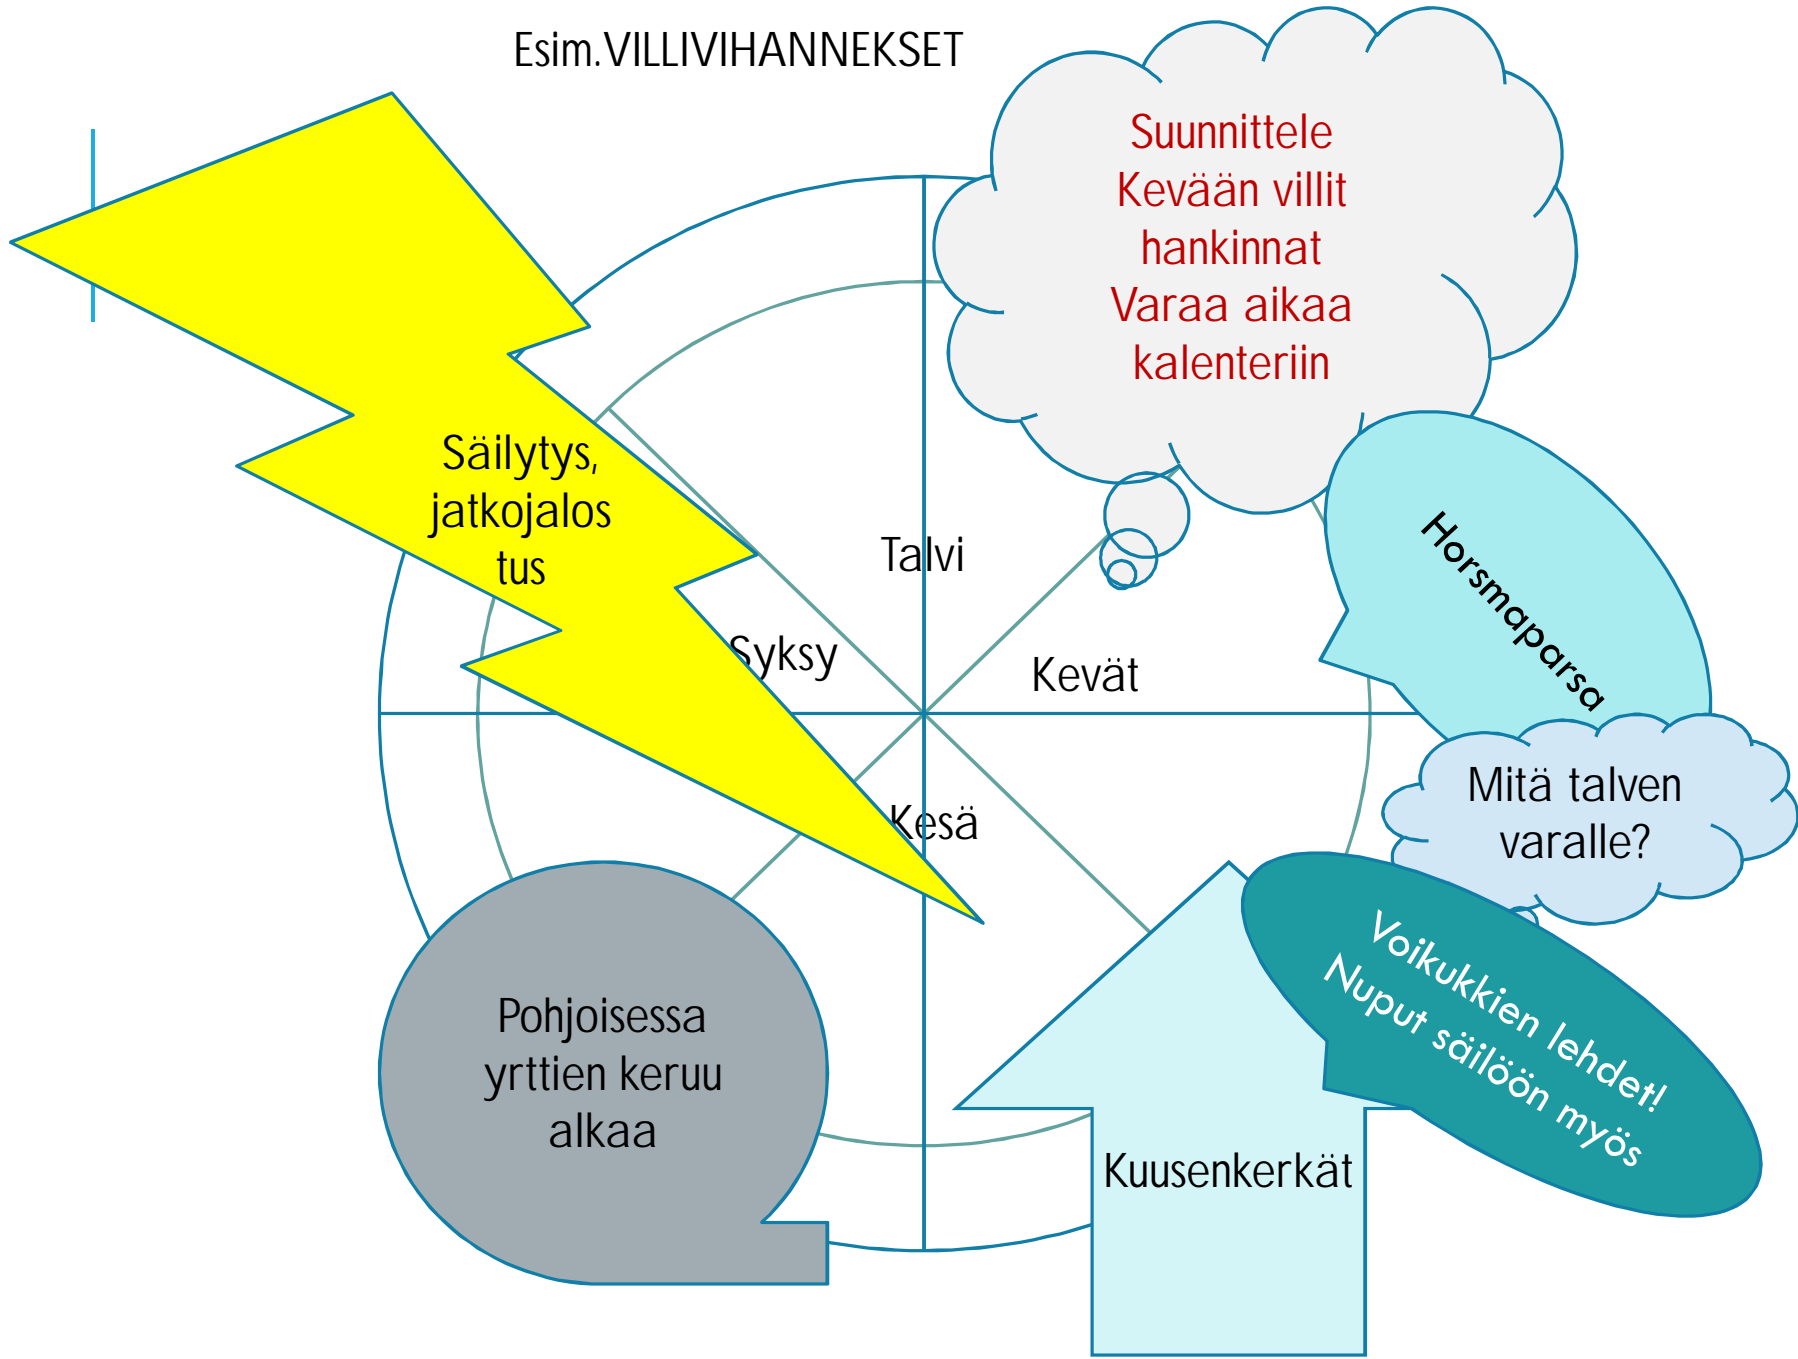 Esim.VILLIVIHANNEKSET
Suunnittele
Kevään villit
hankinnat
Varaa aikaa
kalenteriin
Säilytys,
jatkojalos
tus
Talvi
Horsmaparsa
Syksy
Kevät
Mitä talven
varalle?
Kesä
Voikukkien lehdet!
Nuput säilöön myös
Pohjoisessa
yrttien keruu
alkaa
Kuusenkerkät